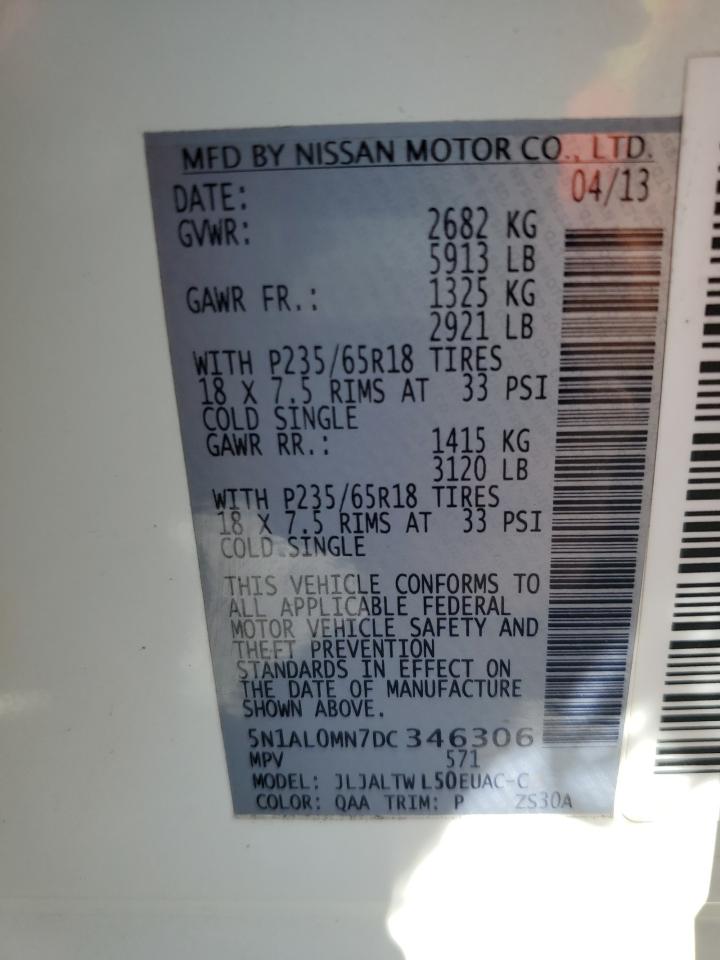 MFD BY NISSAN MOTOR CO., LTD.
DATE: 04/13
GVWR: 2682 KG
5913 LB
GAWR FR.: 1325 KG
2921 LB
WITH P235/65R18 TIRES
18 X 7.5 RIMS AT 33 PSI
COLD SINGLE
GAWR RR.: 1415 KG
3120 LB
WITH P235/65R18 TIRES
18 X 7.5 RIMS AT 33 PSI
COLD SINGLE
THIS VEHICLE CONFORMS TO
ALL APPLICABLE FEDERAL
MOTOR VEHICLE SAFETY AND
THEFT PREVENTION
STANDARDS IN EFFECT ON
THE DATE OF MANUFACTURE
SHOWN ABOVE.
5N1AL0MN7DC346306
MPV 571
MODEL: JLJALTWL50EUAC-C
COLOR: QAA TRIM: P ZS30A